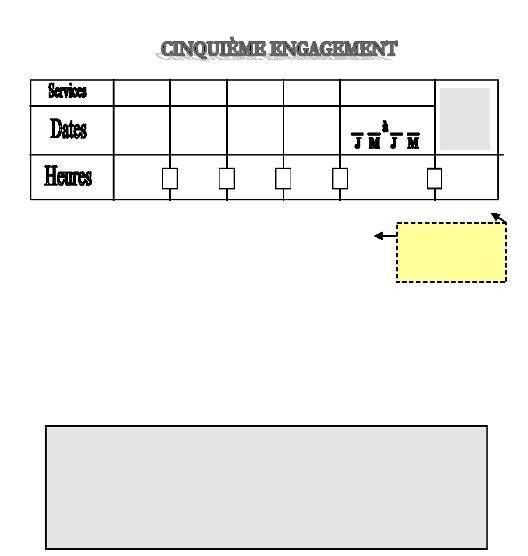 CINQUIÈME ENGAGEMENT
Services
Dates
à
J M J M
Heures